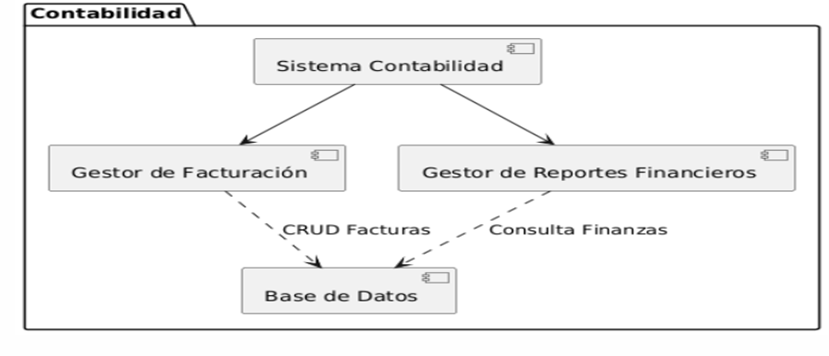 Contabilidad
Sistema Contabilidad
Gestor de Facturación
Gestor de Reportes Financieros
CRUD Facturas
Consulta Finanzas
Base de Datos